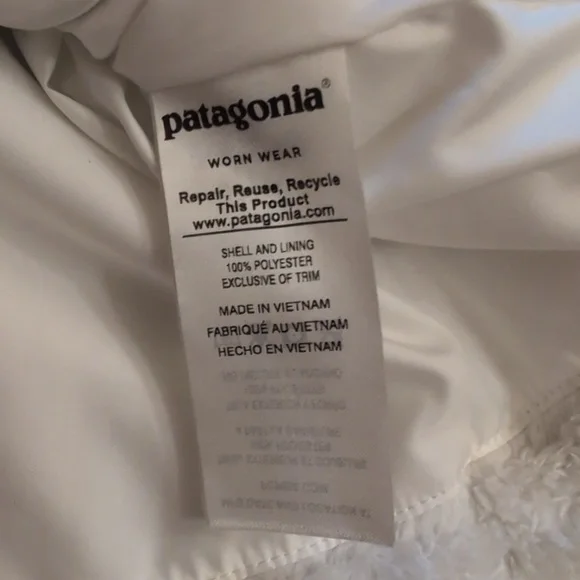 patagonia®
WORN WEAR
Repair, Reuse, Recycle
This Product
www.patagonia.com
SHELL AND LINING
100% POLYESTER
EXCLUSIVE OF TRIM
MADE IN VIETNAM
FABRIQUÉ AU VIETNAM
HECHO EN VIETNAM